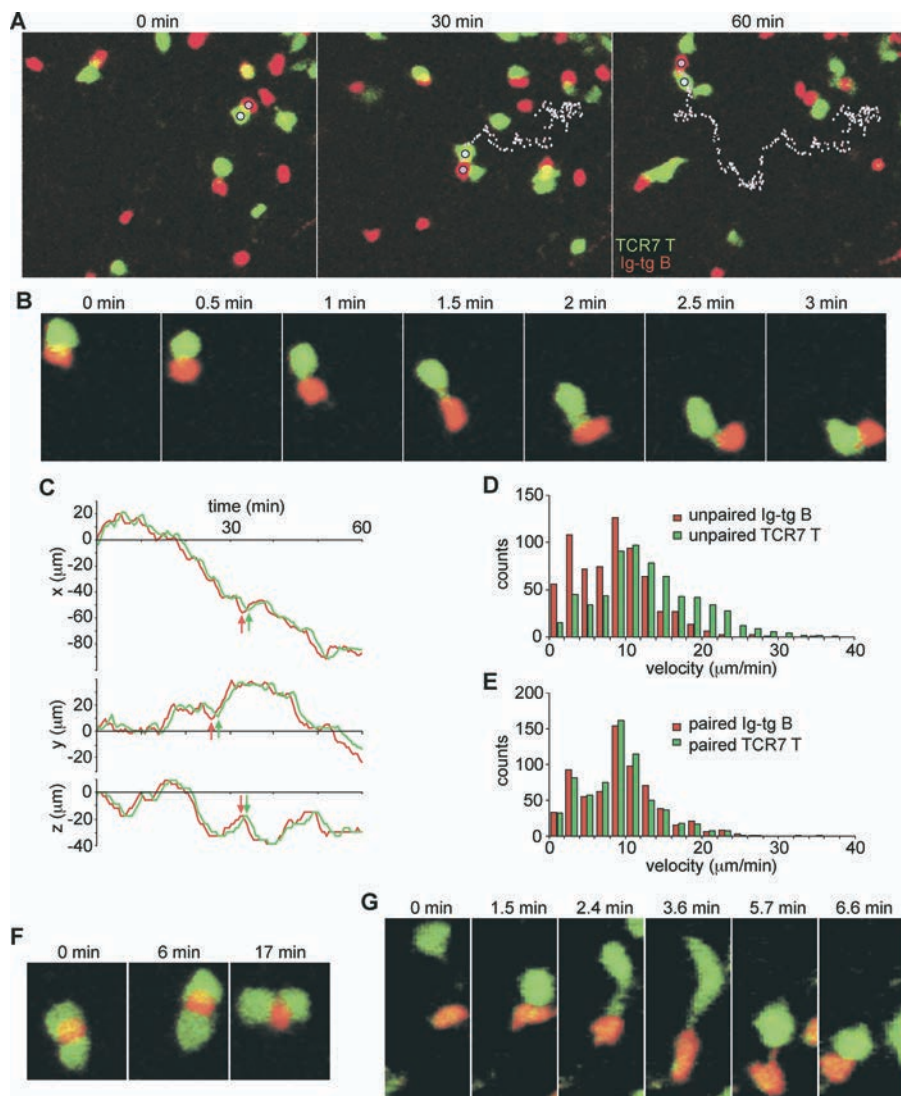 A 0 min 30 min 60 min
TCR7 T
Ig-tg B
B 0 min 0.5 min 1 min 1.5 min 2 min 2.5 min 3 min
C
time (min)
30 60
20
0
-20
-40
-60
-80
x (μm)
20
0
-20
y (μm)
0
-20
-40
z (μm)
D
150
100
50
0
counts
unpaired Ig-tg B
unpaired TCR7 T
0 10 20 30 40
velocity (μm/min)
E
200
150
100
50
0
counts
paired Ig-tg B
paired TCR7 T
0 10 20 30 40
velocity (μm/min)
F
0 min 6 min 17 min
G 0 min 1.5 min 2.4 min 3.6 min 5.7 min 6.6 min